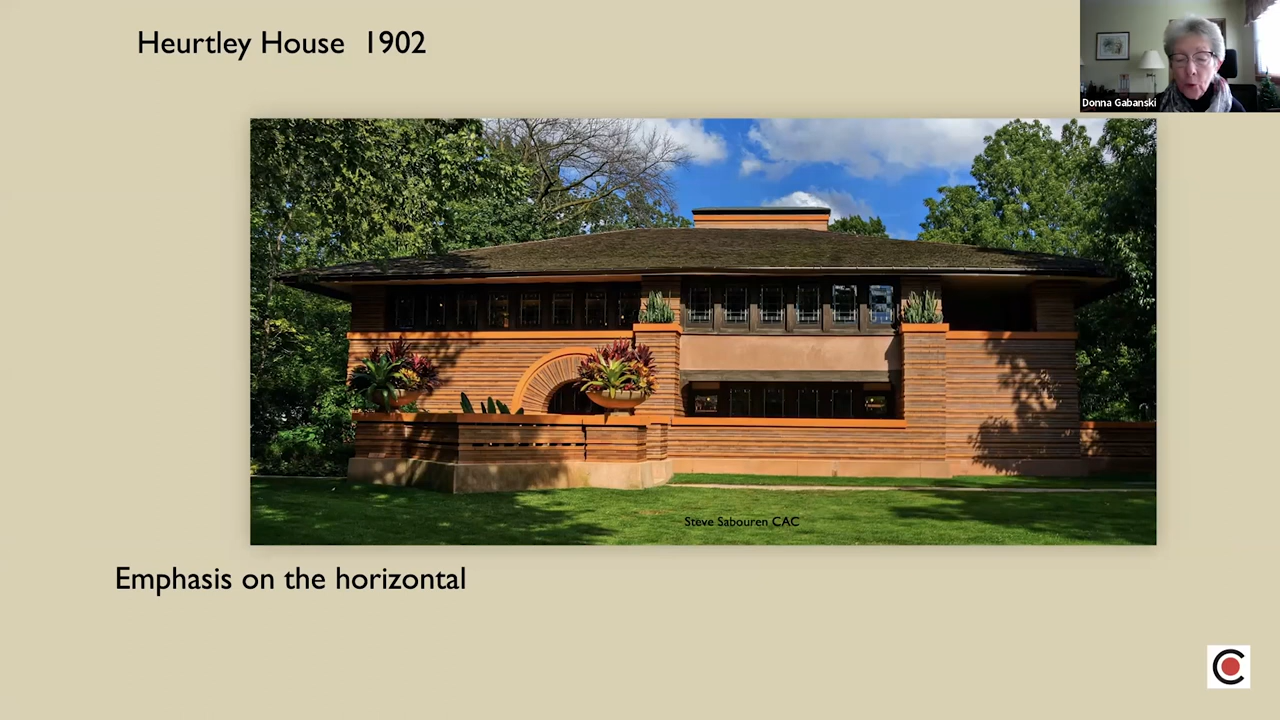 Heurtley House 1902
Donna Gabanski
Steve Sabouren CAC
Emphasis on the horizontal